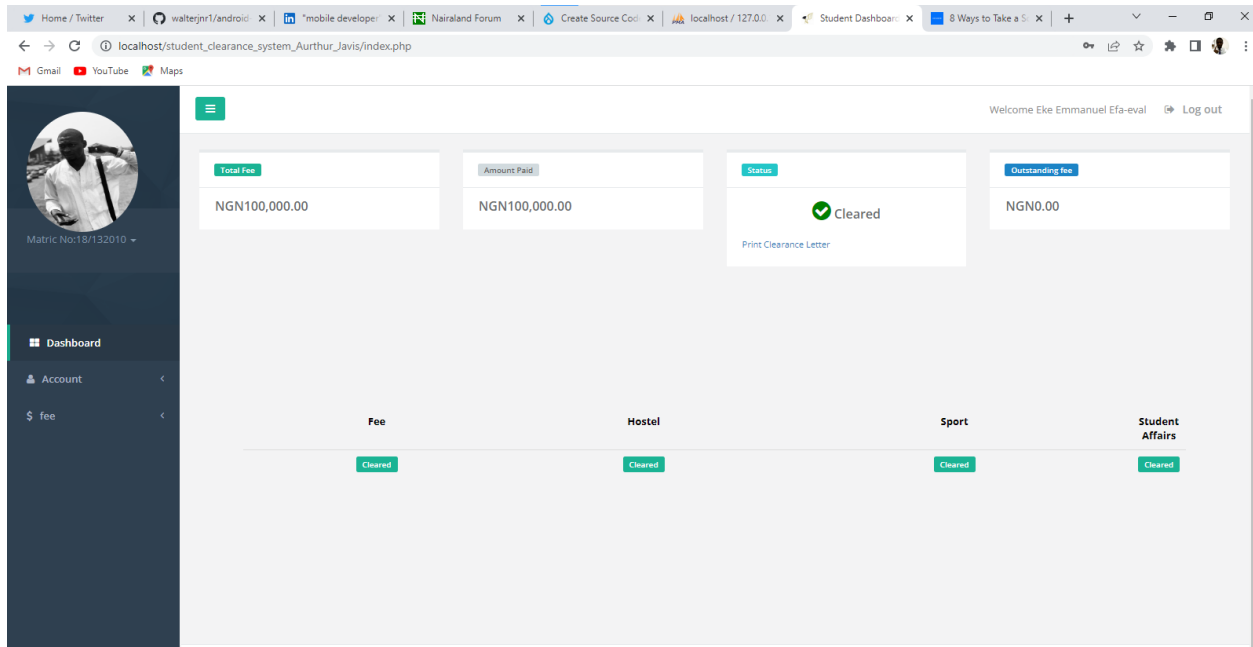 Home / Twitter
walterjnr1/android
"mobile developer"
Nairaland Forum
Create Source Cod
localhost / 127.0.0.
Student Dashboard
8 Ways to Take a S
localhost/student_clearance_system_Aurthur_Javis/index.php
Gmail YouTube Maps
Welcome Eke Emmanuel Efa-eval Log out
Total Fee
NGN100,000.00
Amount Paid
NGN100,000.00
Status
Cleared
Print Clearance Letter
Outstanding fee
NGN0.00
Matric No:18/132010
Dashboard
Account
$ fee
Fee Hostel Sport Student
Affairs
Cleared Cleared Cleared Cleared